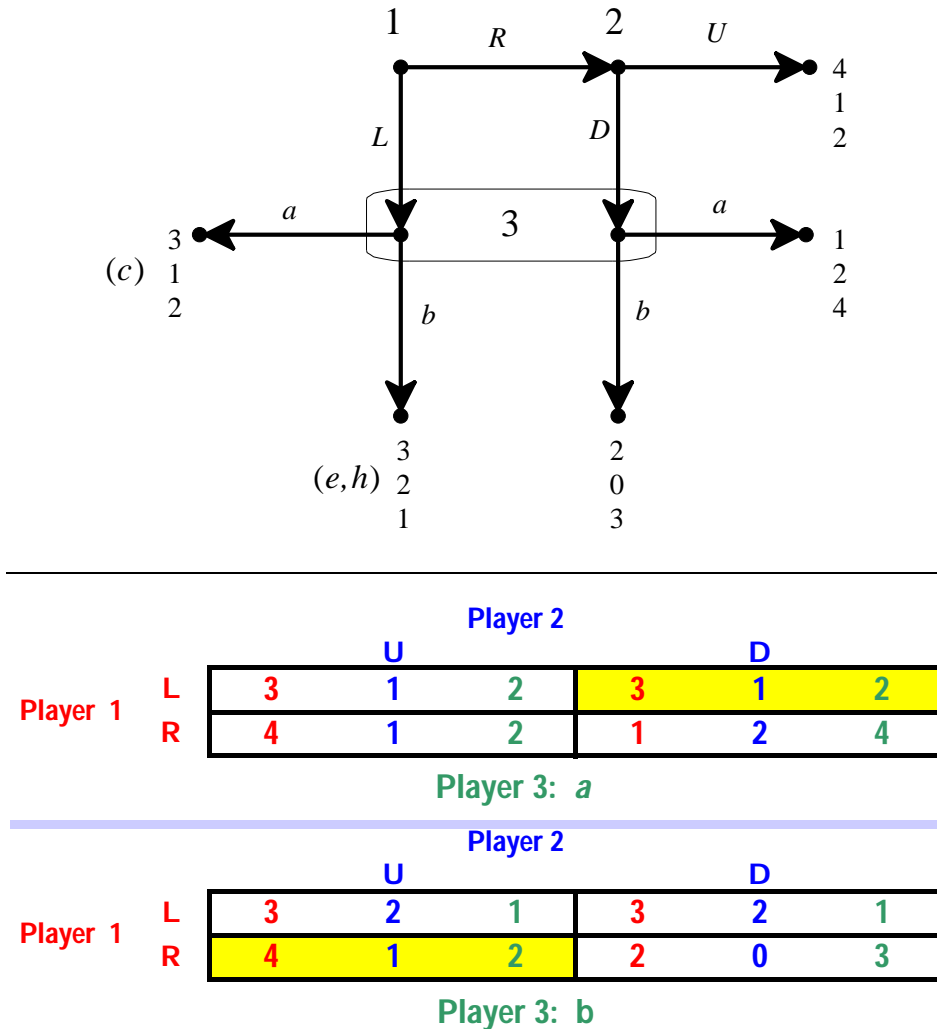 1 R 2 U
4
1
2
L D
3
a a
3 1
(c) 1 2
2 4
b b
3 2
(e,h) 2 0
1 3
Player 2
U D
L 3 1 2 3 1 2
Player 1
R 4 1 2 1 2 4
Player 3: a
Player 2
U D
L 3 2 1 3 2 1
Player 1
R 4 1 2 2 0 3
Player 3: b